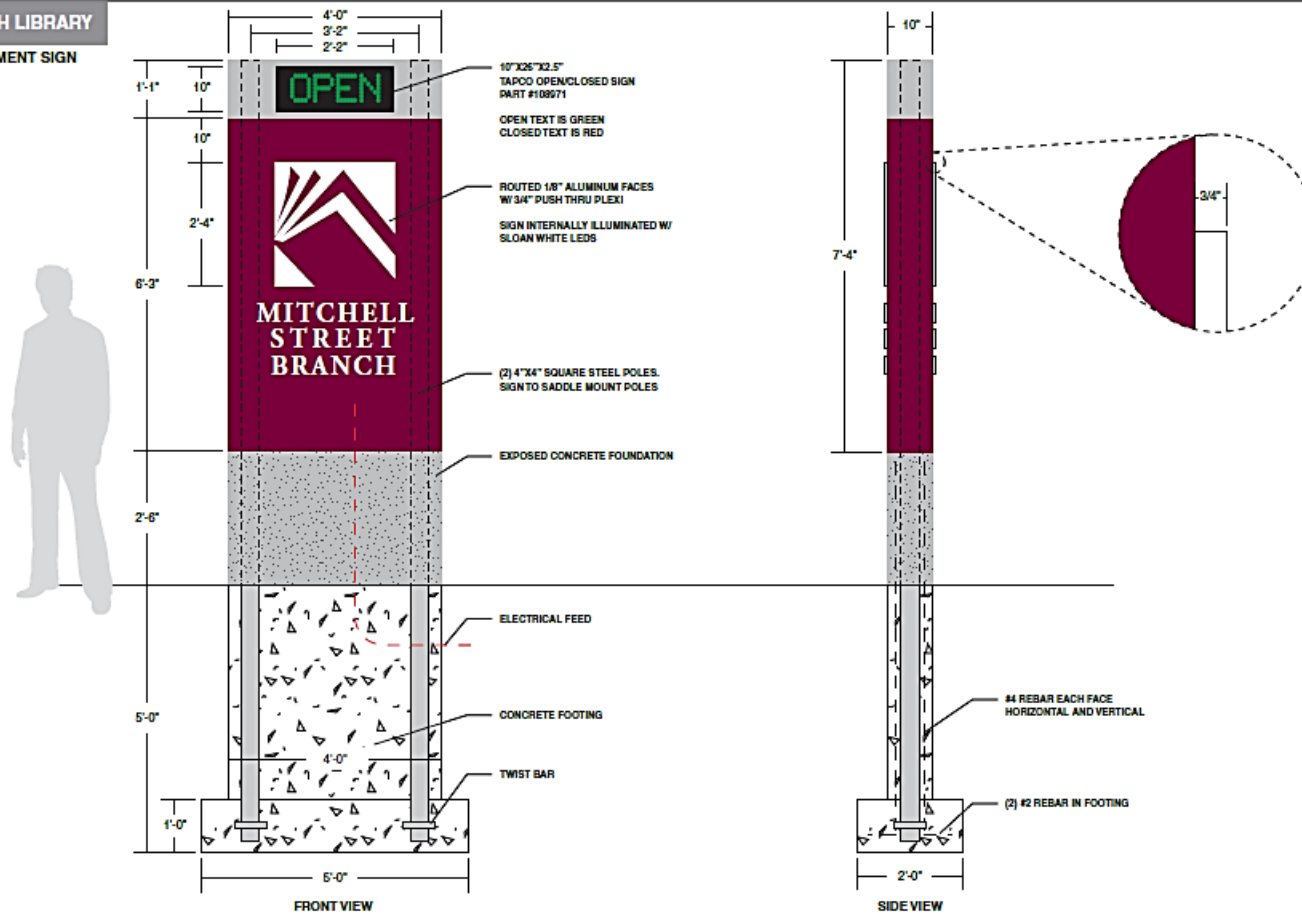 H LIBRARY
MENT SIGN
4'-0"
3'-2"
2'-2"
10"
1'-1"
10"
OPEN
10"X26"X2.5"
TAPCO OPEN/CLOSED SIGN
PART #108971
OPEN TEXT IS GREEN
CLOSED TEXT IS RED
10"
2'-4"
6'-3"
ROUTED 1/8" ALUMINUM FACES
W/ 3/4" PUSH THRU PLEXI
SIGN INTERNALLY ILLUMINATED W/
SLOAN WHITE LEDS
3/4"
7'-4"
MITCHELL
STREET
BRANCH
(2) 4"X4" SQUARE STEEL POLES.
SIGN TO SADDLE MOUNT POLES
EXPOSED CONCRETE FOUNDATION
2'-6"
ELECTRICAL FEED
5'-0"
CONCRETE FOOTING
#4 REBAR EACH FACE
HORIZONTAL AND VERTICAL
4'-0"
TWIST BAR
1'-0"
(2) #2 REBAR IN FOOTING
5'-0"
2'-0"
FRONT VIEW
SIDE VIEW